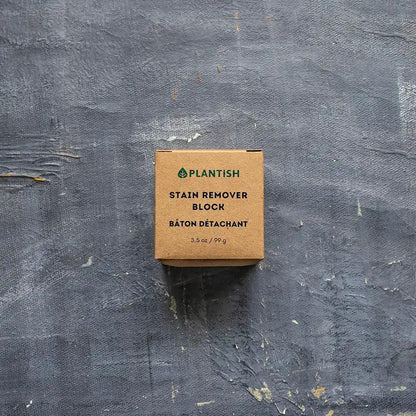 PLANTISH
STAIN REMOVER
BLOCK
BÂTON DÉTACHANT
3.5 oz / 99 g